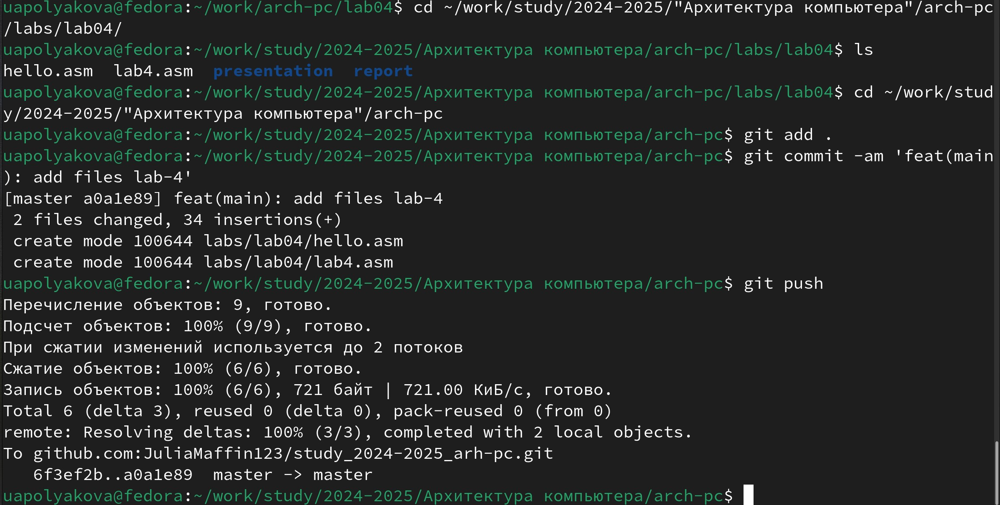 uapolyakova@fedora:~/work/arch-pc/lab04$ cd ~/work/study/2024-2025/"Архитектура компьютера"/arch-pc
/labs/lab04/
uapolyakova@fedora:~/work/study/2024-2025/Архитектура компьютера/arch-pc/labs/lab04$ ls
hello.asm  lab4.asm  presentation  report
uapolyakova@fedora:~/work/study/2024-2025/Архитектура компьютера/arch-pc/labs/lab04$ cd ~/work/stud
y/2024-2025/"Архитектура компьютера"/arch-pc
uapolyakova@fedora:~/work/study/2024-2025/Архитектура компьютера/arch-pc$ git add .
uapolyakova@fedora:~/work/study/2024-2025/Архитектура компьютера/arch-pc$ git commit -am 'feat(main
): add files lab-4'
[master a0a1e89] feat(main): add files lab-4
 2 files changed, 34 insertions(+)
 create mode 100644 labs/lab04/hello.asm
 create mode 100644 labs/lab04/lab4.asm
uapolyakova@fedora:~/work/study/2024-2025/Архитектура компьютера/arch-pc$ git push
Перечисление объектов: 9, готово.
Подсчет объектов: 100% (9/9), готово.
При сжатии изменений используется до 2 потоков
Сжатие объектов: 100% (6/6), готово.
Запись объектов: 100% (6/6), 721 байт | 721.00 КиБ/с, готово.
Total 6 (delta 3), reused 0 (delta 0), pack-reused 0 (from 0)
remote: Resolving deltas: 100% (3/3), completed with 2 local objects.
To github.com:JuliaMaffin123/study_2024-2025_arh-pc.git
   6f3ef2b..a0a1e89  master -> master
uapolyakova@fedora:~/work/study/2024-2025/Архитектура компьютера/arch-pc$